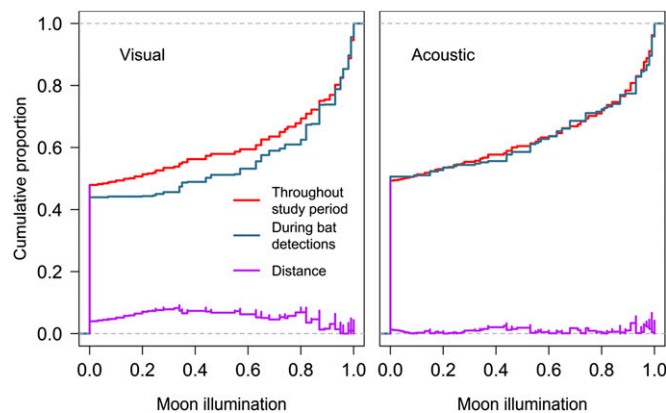 Visual
Acoustic
Cumulative proportion
1.0
0.8
0.6
0.4
0.2
0.0
Throughout
study period
During bat
detections
Distance
0.0 0.2 0.4 0.6 0.8 1.0
0.0 0.2 0.4 0.6 0.8 1.0
Moon illumination
Moon illumination